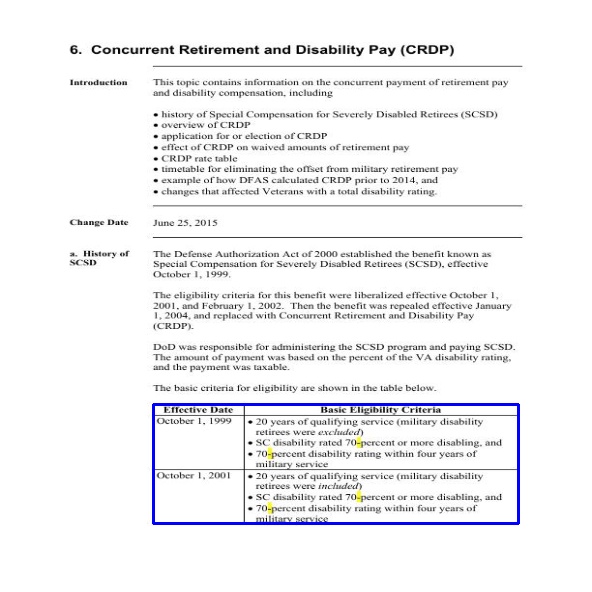 6. Concurrent Retirement and Disability Pay (CRDP)
Introduction
This topic contains information on the concurrent payment of retirement pay
and disability compensation, including
• history of Special Compensation for Severely Disabled Retirees (SCSD)
• overview of CRDP
• application for or election of CRDP
• effect of CRDP on waived amounts of retirement pay
• CRDP rate table
• timetable for eliminating the offset from military retirement pay
• example of how DFAS calculated CRDP prior to 2014, and
• changes that affected Veterans with a total disability rating.
Change Date
June 25, 2015
a. History of
SCSD
The Defense Authorization Act of 2000 established the benefit known as
Special Compensation for Severely Disabled Retirees (SCSD), effective
October 1, 1999.
The eligibility criteria for this benefit were liberalized effective October 1,
2001, and February 1, 2002. Then the benefit was repealed effective January
1, 2004, and replaced with Concurrent Retirement and Disability Pay
(CRDP).
DoD was responsible for administering the SCSD program and paying SCSD.
The amount of payment was based on the percent of the VA disability rating,
and the payment was taxable.
The basic criteria for eligibility are shown in the table below.
Effective Date Basic Eligibility Criteria
October 1, 1999
• 20 years of qualifying service (military disability
retirees were excluded)
• SC disability rated 70-percent or more disabling, and
• 70-percent disability rating within four years of
military service
October 1, 2001
• 20 years of qualifying service (military disability
retirees were included)
• SC disability rated 70-percent or more disabling, and
• 70-percent disability rating within four years of
military service